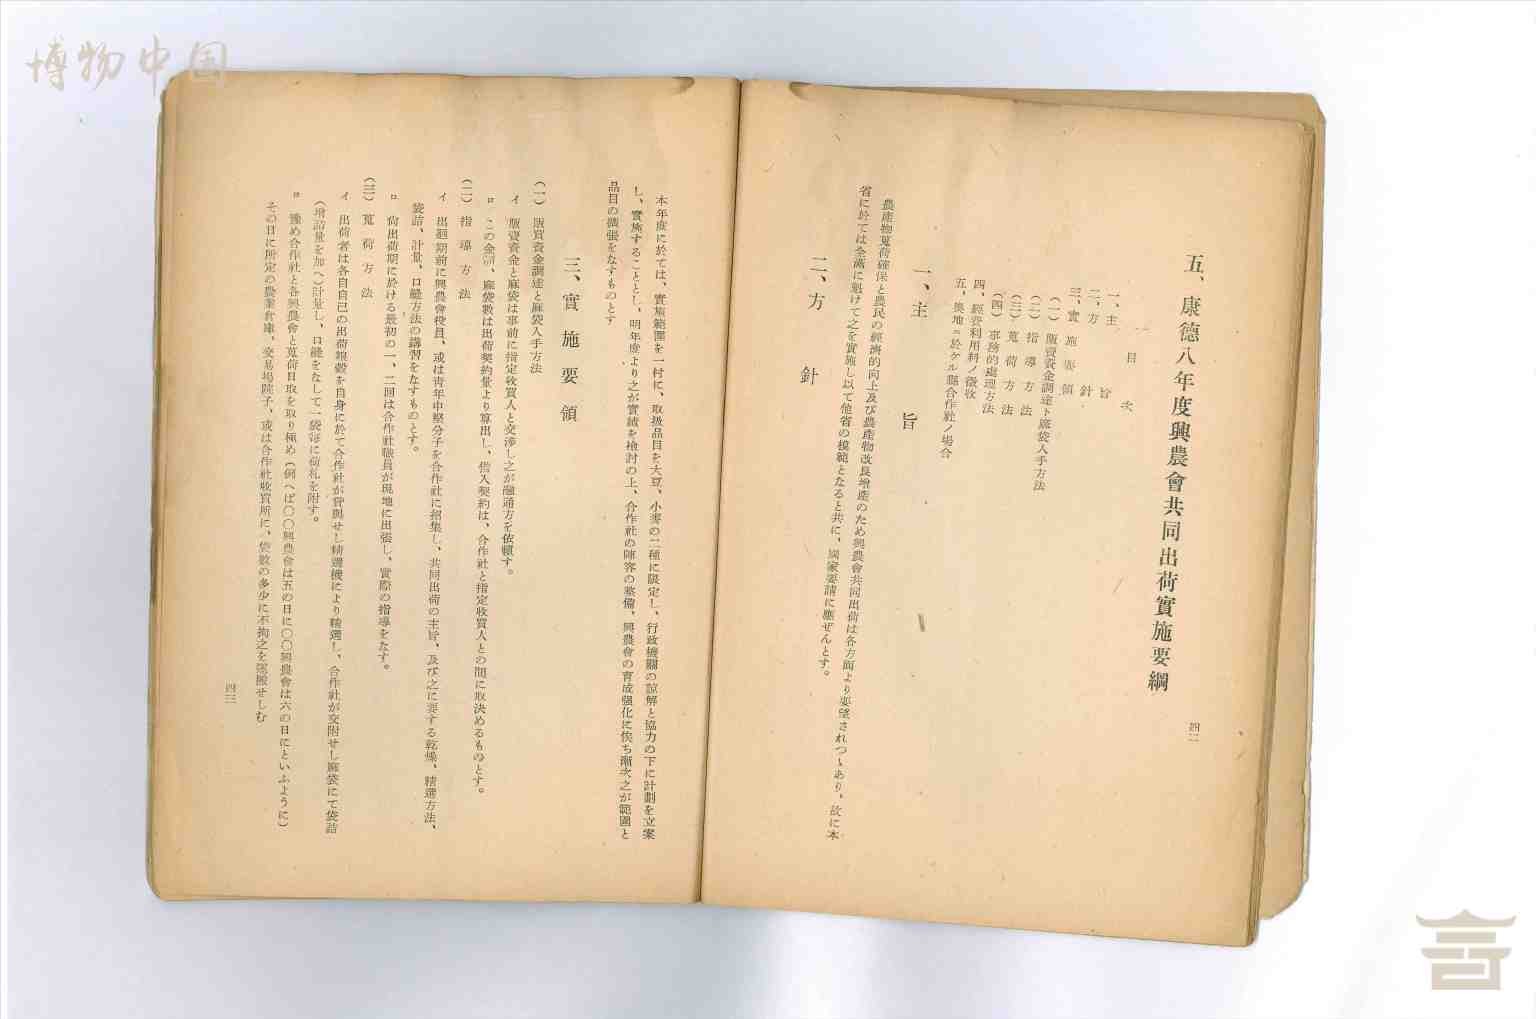 博物中国
五、康德八年度興農會共同出荷實施要綱
目次
一、主旨
二、方針
三、實施要領
(一)販賣資金調達ト麻袋入手方法
(二)指導方法
(三)蒐荷方法
(四)事務的處理方法
四、經費利用料ノ徵收
五、奧地ニ於ケル縣合作社ノ場合
一、主旨
農產物蒐荷確保と農民の經濟的向上及び農產物改良增產のため興農會共同出荷は各方面より要望されつゝあり、故に本
省に於ては全滿に魁けて之を實施し以て他省の模範となると共に、國家要請に應ぜんとす。
二、方針
四二
本年度に於ては、實施範圍を一村に、取扱品目を大豆、小麥の二種に限定し、行政機關の諒解と協力の下に計劃を立案
し、實施することとし、明年度より之が實績を檢討の上、合作社の陣容の整備、興農會の育成强化に俟ち漸次之が範圍と
品目の擴張をなすものとす
三、實施要領
(一)販買資金調達と麻袋入手方法
イ 販賣資金と麻袋は事前に指定收買人と交涉し之が融通方を依賴す。
ロ この金額、麻袋數は出荷契約量より算出し、借入契約は、合作社と指定收買人との間に取決めるものとす。
(二)指導方法
イ 出廻期前に興農會役員、或は靑年中堅分子を合作社に招集し、共同出荷の主旨、及び之に要する乾燥、精選方法、
袋詰、計量、口縫方法の講習をなすものとす。
ロ 尙出荷期に於ける最初の一、二回は合作社職員が現地に出張し、實際の指導をなす。
(三)蒐荷方法
イ 出荷者は各自自己の出荷糧穀を自身に於て合作社が貸與せし精選機により精選し、合作社が交附せし麻袋にて袋詰
(增詰量を加へ)計量し、口縫をなして一袋每に荷札を附す。
ロ 豫め合作社と各興農會と蒐荷日取を取り極め(例へば〇〇興農會は五の日に〇〇興農會は六の日にといふように)
その日に所定の農業倉庫、交易場院子、或は合作社收買所に、袋數の多少に不拘之を運搬せしむ
四三